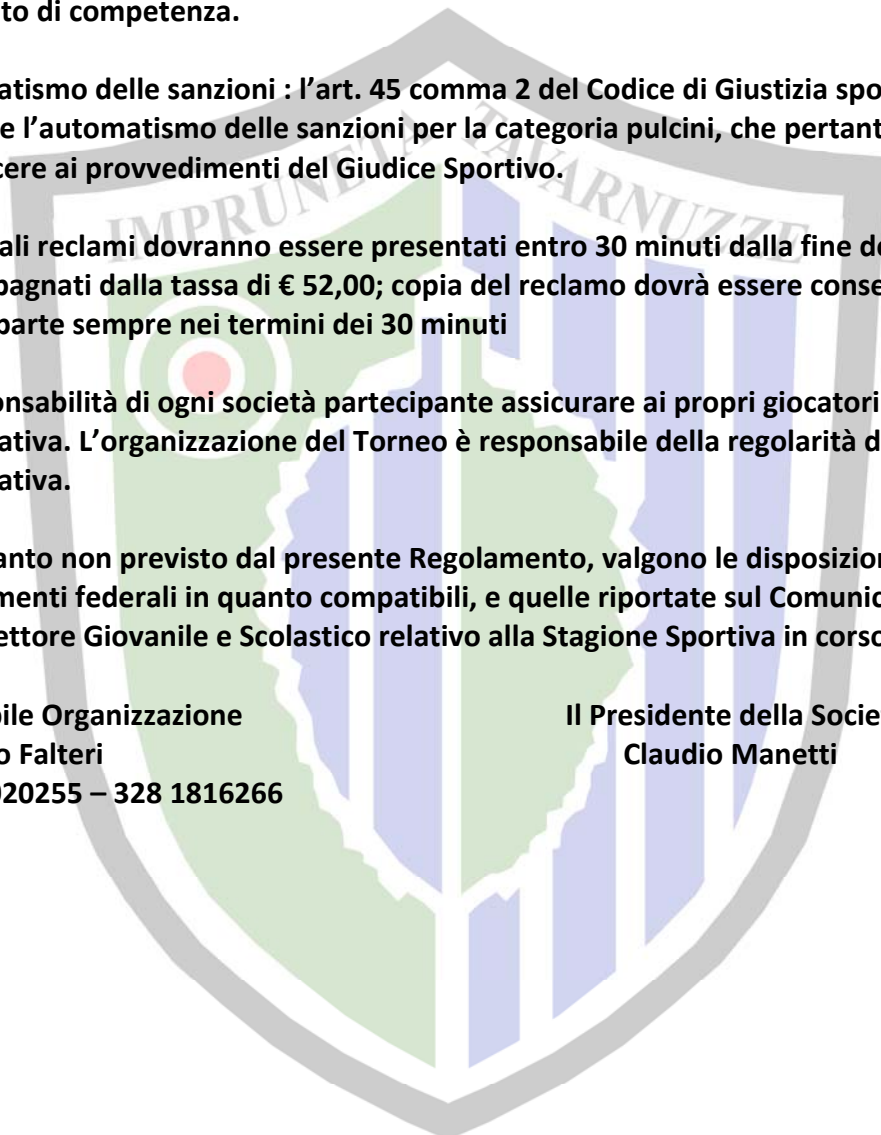 to di competenza.
atismo delle sanzioni : l'art. 45 comma 2 del Codice di Giustizia spo
e l'automatismo delle sanzioni per la categoria pulcini, che pertant
cere ai provvedimenti del Giudice Sportivo.
IMPRUNETA TAVARNUZZE
ali reclami dovranno essere presentati entro 30 minuti dalla fine de
pagnati dalla tassa di € 52,00; copia del reclamo dovrà essere conse
parte sempre nei termini dei 30 minuti
onsabilità di ogni società partecipante assicurare ai propri giocatori
ativa. L'organizzazione del Torneo è responsabile della regolarità d
ativa.
anto non previsto dal presente Regolamento, valgono le disposizion
menti federali in quanto compatibili, e quelle riportate sul Comunic
ettore Giovanile e Scolastico relativo alla Stagione Sportiva in corso
bile Organizzazione Il Presidente della Socie
o Falteri Claudio Manetti
020255 – 328 1816266